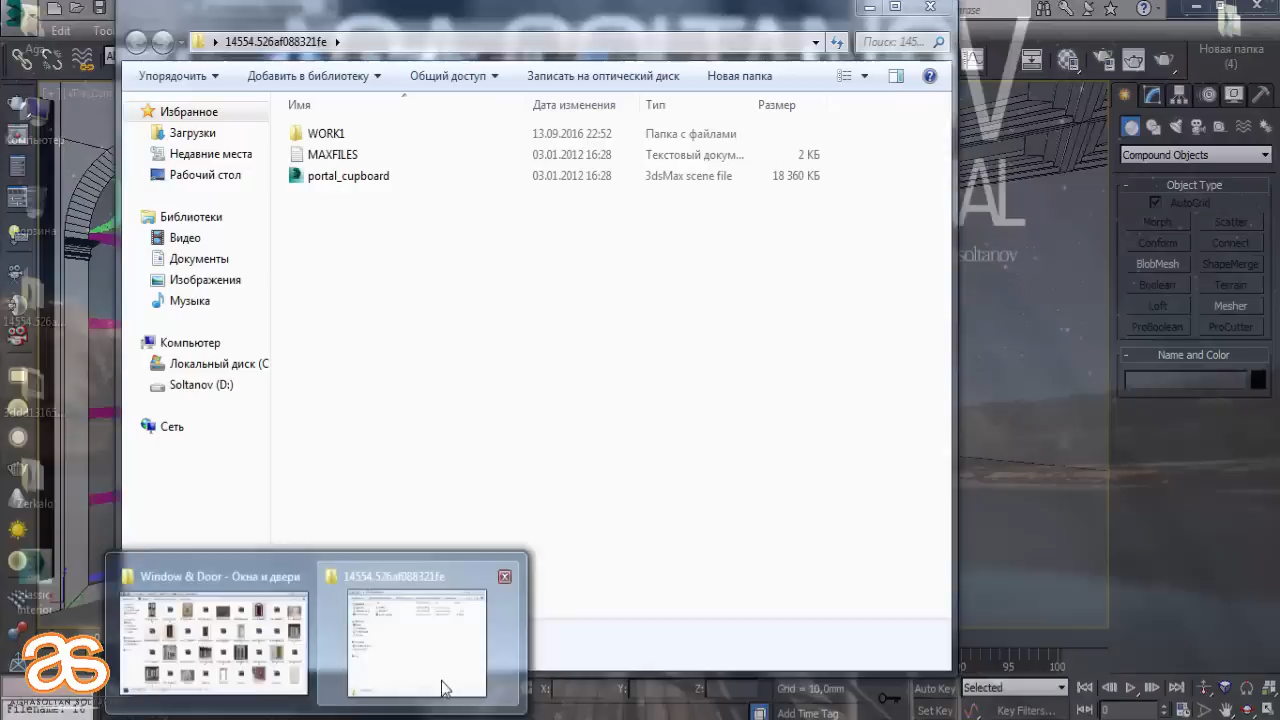 14554.526af088321fe
Поиск: 145...
Упорядочить
Добавить в библиотеку
Общий доступ
Записать на оптический диск
Новая папка
Имя
Дата изменения
Тип
Размер
WORK1
13.09.2016 22:52
Папка с файлами
MAXFILES
03.01.2012 16:28
Текстовый докум...
2 КБ
portal_cupboard
03.01.2012 16:28
3dsMax scene file
18 360 КБ
Избранное
Загрузки
Недавние места
Рабочий стол
Библиотеки
Видео
Документы
Изображения
Музыка
Компьютер
Локальный диск (C
Soltanov (D:)
Сеть
Window & Door - Окна и двери
14554.526af088321fe
Edit
Новая папка
(4)
Compound Objects
Object Type
AutoGrid
Morph
Scatter
Conform
Connect
BlobMesh
ShapeMerge
Boolean
Terrain
Loft
Mesher
ProBoolean
ProCutter
Name and Color
soltanov
Zerkalo
95
100
X:
Y:
Z:
Grid = 10,0mm
Add Time Tag
Auto Key
Selected
Set Key
Key Filters...
0